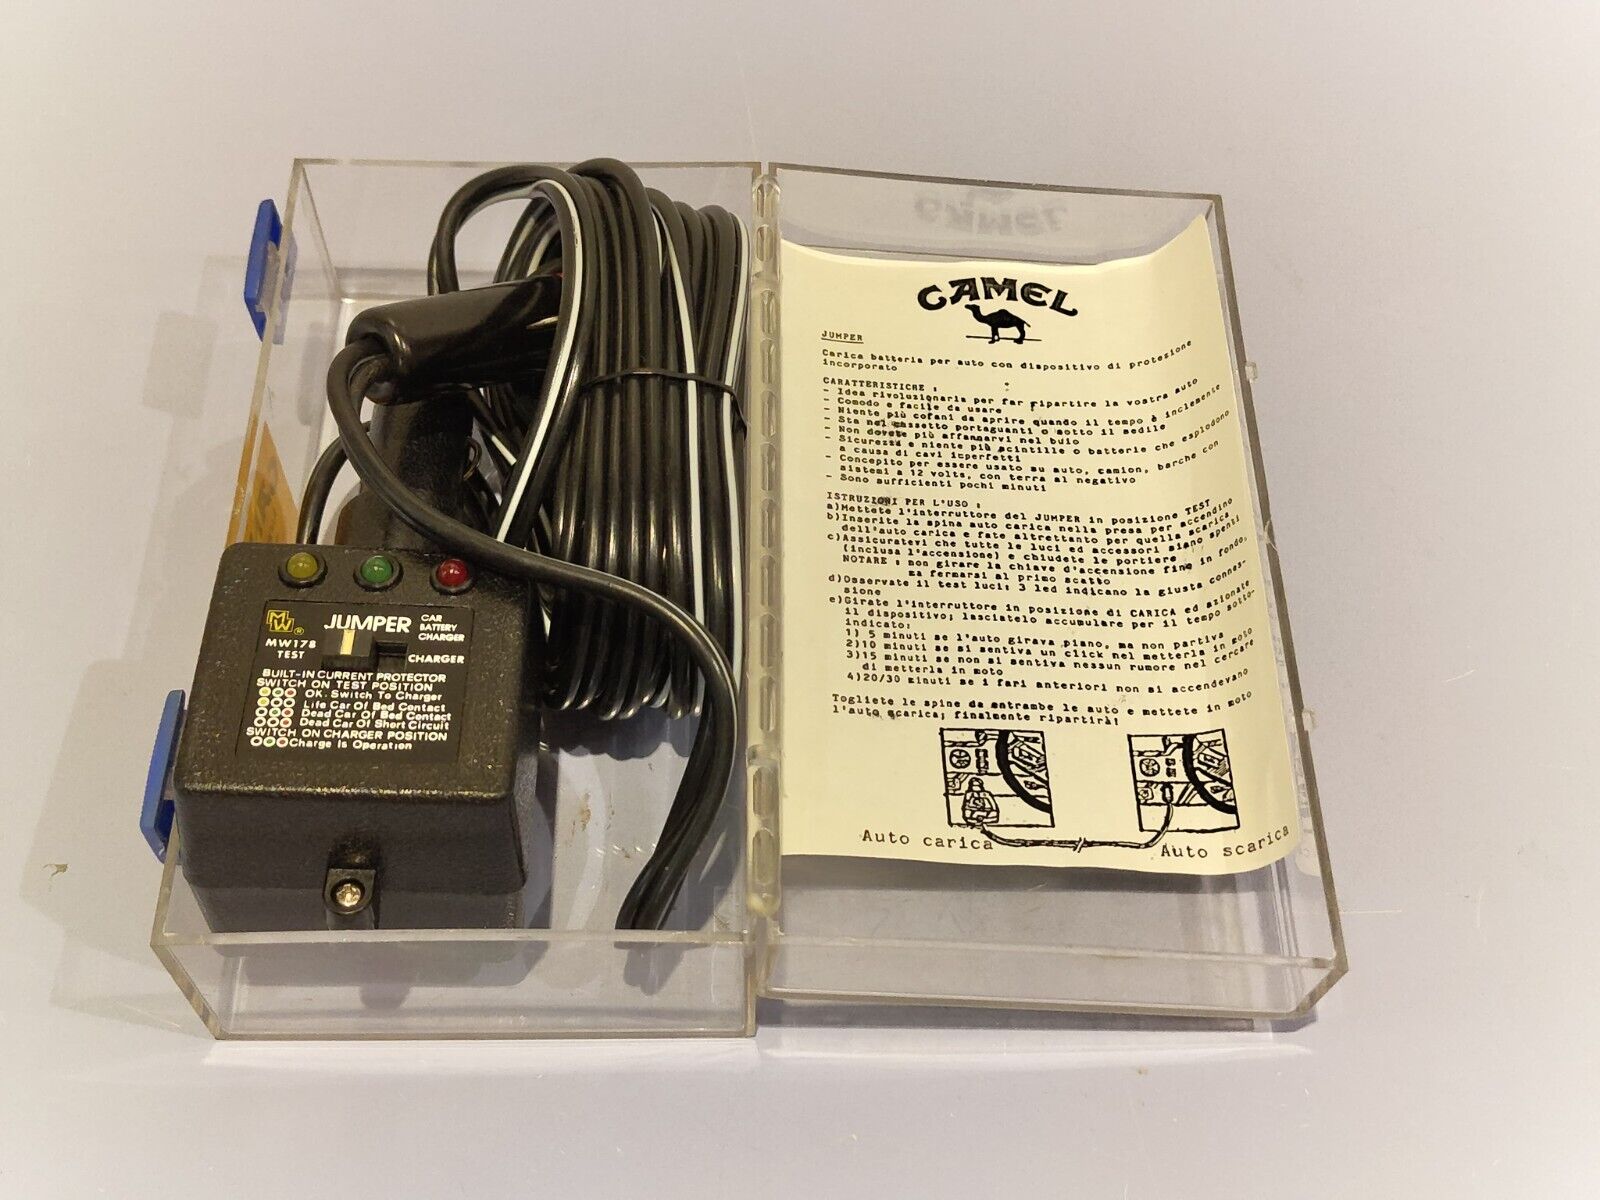 MW®
MW178
TEST
JUMPER
CAR
BATTERY
CHARGER
CHARGER
BUILT-IN CURRENT PROTECTOR
SWITCH ON TEST POSITION
OK. Switch To Charger
Life Car Of Bed Contact
Dead Car Of Bed Contact
Dead Car Of Short Circuit
SWITCH ON CHARGER POSITION
Charge Is Operation
CAMEL
CAMEL
JUMPER
Carica batteria per auto con dispositivo di protezione
incorporato
CARATTERISTICHE :
- Idea rivoluzionaria per far ripartire la vostra auto
- Comodo e facile da usare
- Niente più cofani da aprire quando il tempo è inclemente
- Sta nel cassetto portaguanti o sotto il sedile
- Non dovete più affannarvi nel buio
- Sicurezza e niente più scintille o batterie che esplodono
a causa di cavi imperfetti
- Concepito per essere usato su auto, camion, barche con
sistemi a 12 volts, con terra al negativo
- Sono sufficienti pochi minuti
ISTRUZIONI PER L'USO :
a)Mettete l'interruttore del JUMPER in posizione TEST
b)Inserite la spina auto carica nella presa per accendino
dell'auto carica e fate altrettanto per quella scarica
c)Assicuratevi che tutte le luci ed accessori siano spenti
(inclusa l'accensione) e chiudete le portiere.
NOTARE : non girare la chiave d'accensione fine in fondo,
ma fermarsi al primo scatto
d)Osservate il test luci: 3 led indicano la giusta connes-
sione
e)Girate l'interruttore in posizione di CARICA ed azionate
il dispositivo; lasciatelo accumulare per il tempo sotto-
indicato:
1) 5 minuti se l'auto girava piano, ma non partiva
2)10 minuti se si sentiva un click nel metterla in moto
3)15 minuti se non si sentiva nessun rumore nel cercare
di metterla in moto
4)20/30 minuti se i fari anteriori non si accendevano
Togliete le spine da entrambe le auto e mettete in moto
l'auto scarica; finalmente ripartirà!
Auto carica
Auto scarica